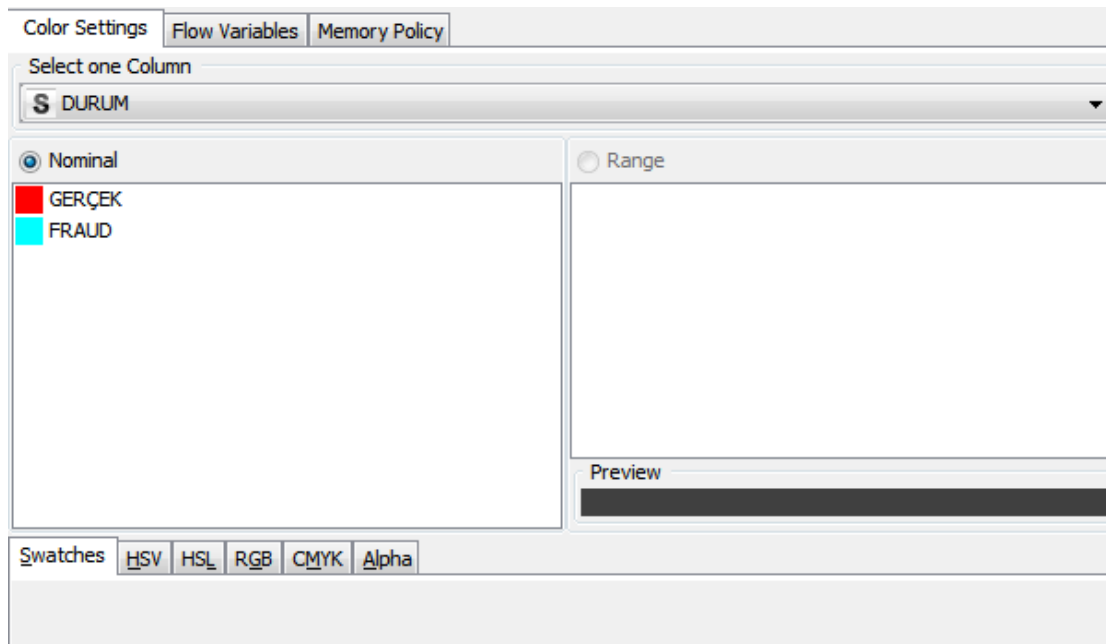 Color Settings Flow Variables Memory Policy
Select one Column
S DURUM
Nominal
Range
GERÇEK
FRAUD
Preview
Swatches HSV HSL RGB CMYK Alpha